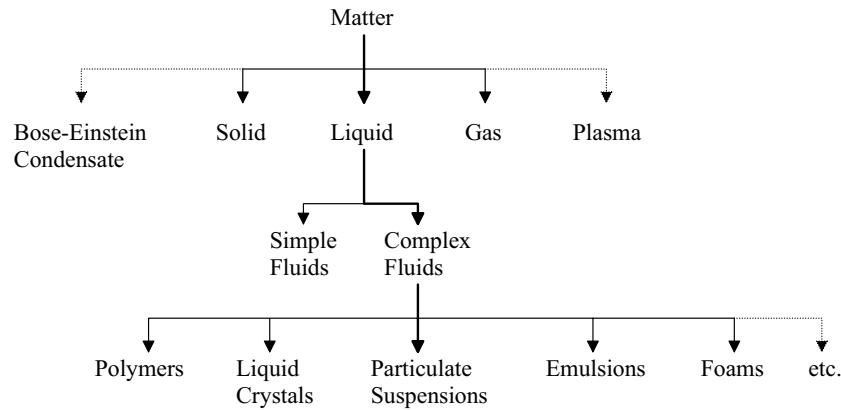 Matter
Bose-Einstein
Condensate
Solid
Liquid
Gas
Plasma
Simple
Fluids
Complex
Fluids
Polymers
Liquid
Crystals
Particulate
Suspensions
Emulsions
Foams
etc.